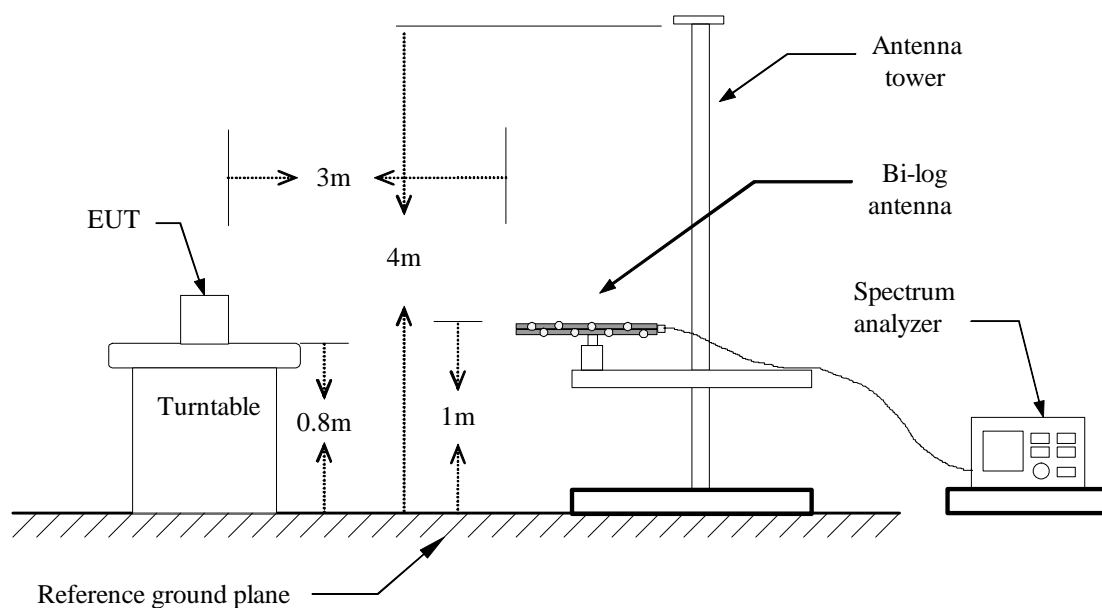 Antenna
tower
3m
Bi-log
antenna
EUT
4m
Spectrum
analyzer
Turntable
0.8m
1m
Reference ground plane